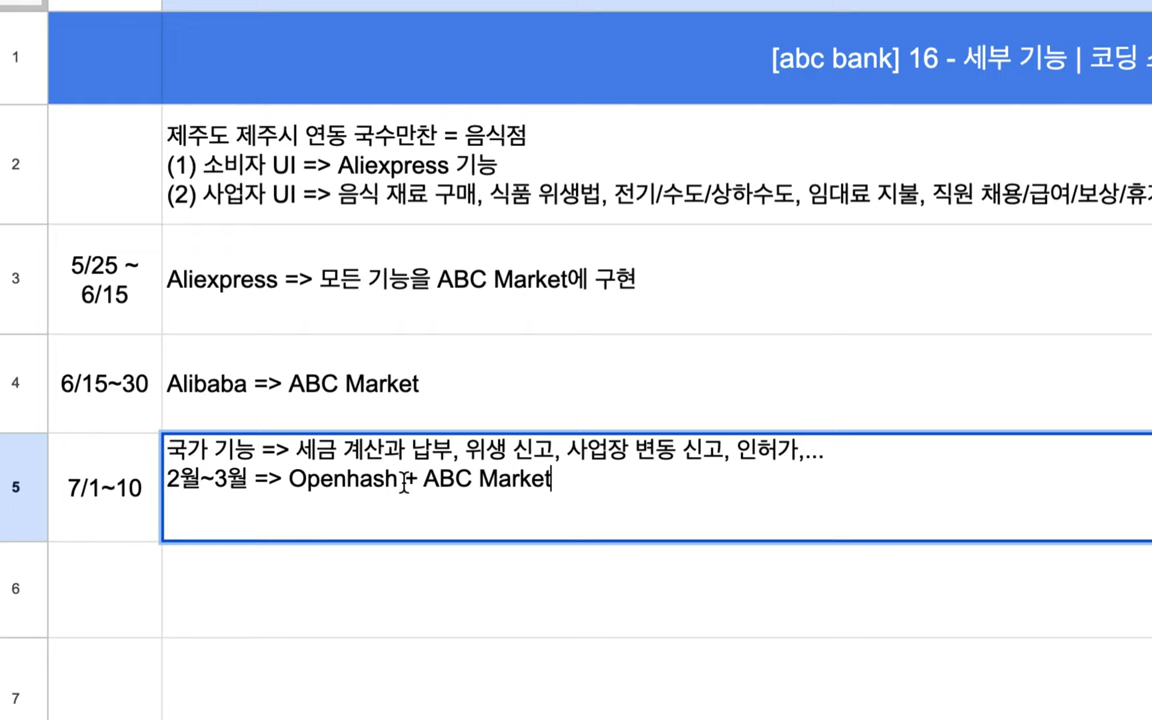 1
[abc bank] 16 - 세부 기능 | 코딩
2
제주도 제주시 연동 국수만찬 = 음식점
(1) 소비자 UI => Aliexpress 기능
(2) 사업자 UI => 음식 재료 구매, 식품 위생법, 전기/수도/상하수도, 임대료 지불, 직원 채용/급여/보상/휴가
3
5/25 ~
6/15
Aliexpress => 모든 기능을 ABC Market에 구현
4
6/15~30
Alibaba => ABC Market
5
7/1~10
국가 기능 => 세금 계산과 납부, 위생 신고, 사업장 변동 신고, 인허가,...
2월~3월 => Openhash + ABC Market
6
7